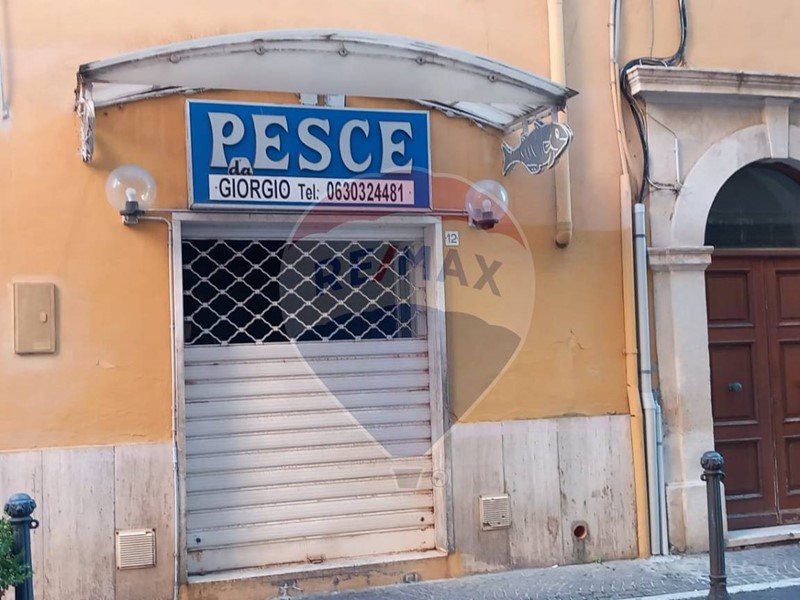 PESCE
da
GIORGIO Tel: 0630324481
12
RE/MAX